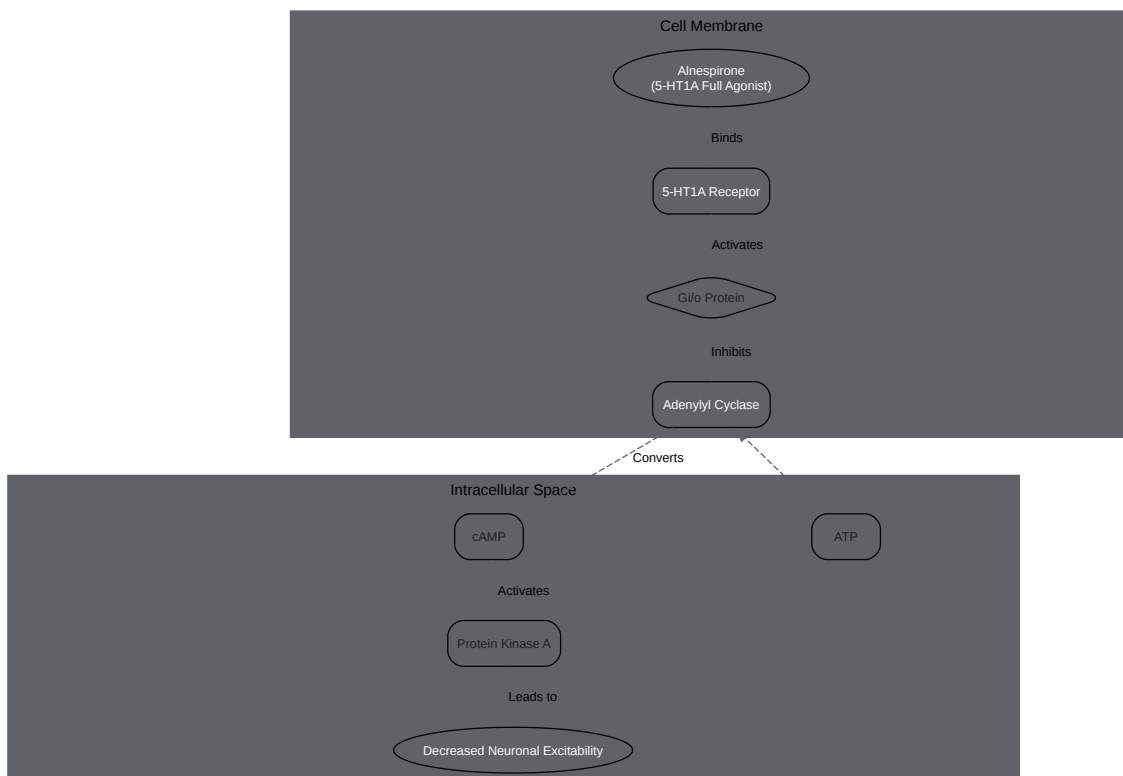 Cell Membrane
Alnespirone
(5-HT1A Full Agonist)
Binds
5-HT1A Receptor
Activates
Gi/o Protein
Inhibits
Adenylyl Cyclase
Converts
Intracellular Space
cAMP
ATP
Activates
Protein Kinase A
Leads to
Decreased Neuronal Excitability